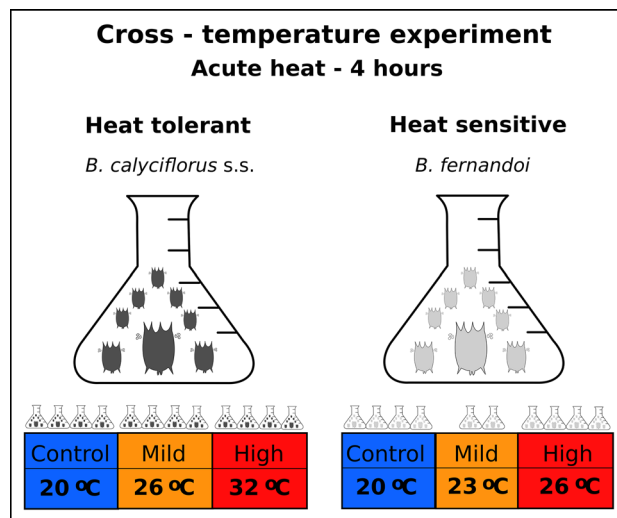 Cross - temperature experiment
Acute heat - 4 hours
Heat tolerant
B. calyciflorus s.s.
Control Mild High
20 ºC 26 ºC 32 ºC
Heat sensitive
B. fernandoi
Control Mild High
20 ºC 23 ºC 26 ºC